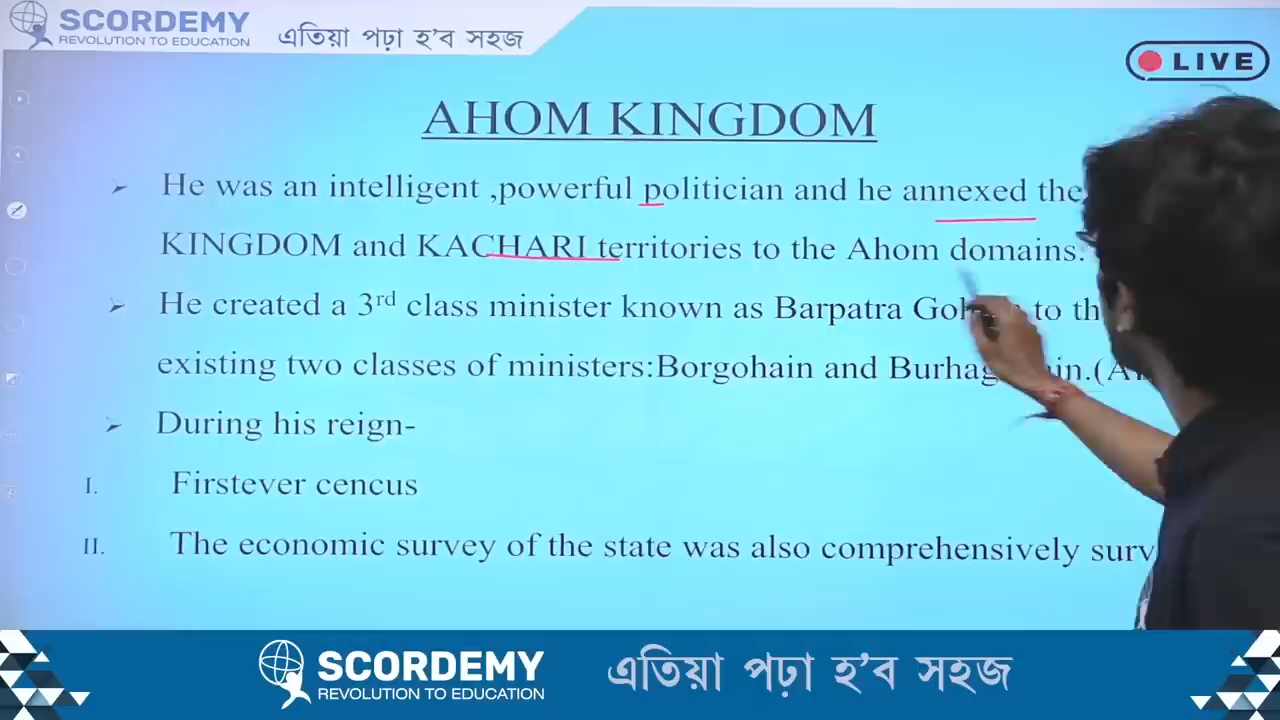 SCORDEMY
REVOLUTION TO EDUCATION
এতিয়া পঢ়া হ'ব সহজ
LIVE
AHOM KINGDOM
➢ He was an intelligent ,powerful politician and he annexed the
KINGDOM and KACHARI territories to the Ahom domains.
➢ He created a 3rd class minister known as Barpatra to
existing two classes of ministers:Borgohain and
➢ During his reign-
I. Firstever cencus
II. The economic survey of the state was also comprehensively
SCORDEMY
REVOLUTION TO EDUCATION
এতিয়া পঢ়া হ'ব সহজ